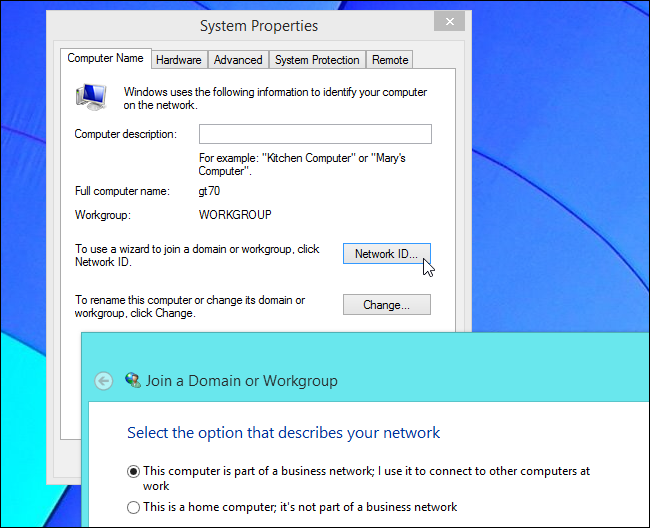 System Properties
Computer Name Hardware Advanced System Protection Remote
Windows uses the following information to identify your computer
on the network.
Computer description:
For example: "Kitchen Computer" or "Mary's
Computer".
Full computer name: gt70
Workgroup: WORKGROUP
To use a wizard to join a domain or workgroup, click
Network ID.
Network ID...
To rename this computer or change its domain or
workgroup, click Change.
Change...
Join a Domain or Workgroup
Select the option that describes your network
This computer is part of a business network; I use it to connect to other computers at
work
This is a home computer; it's not part of a business network